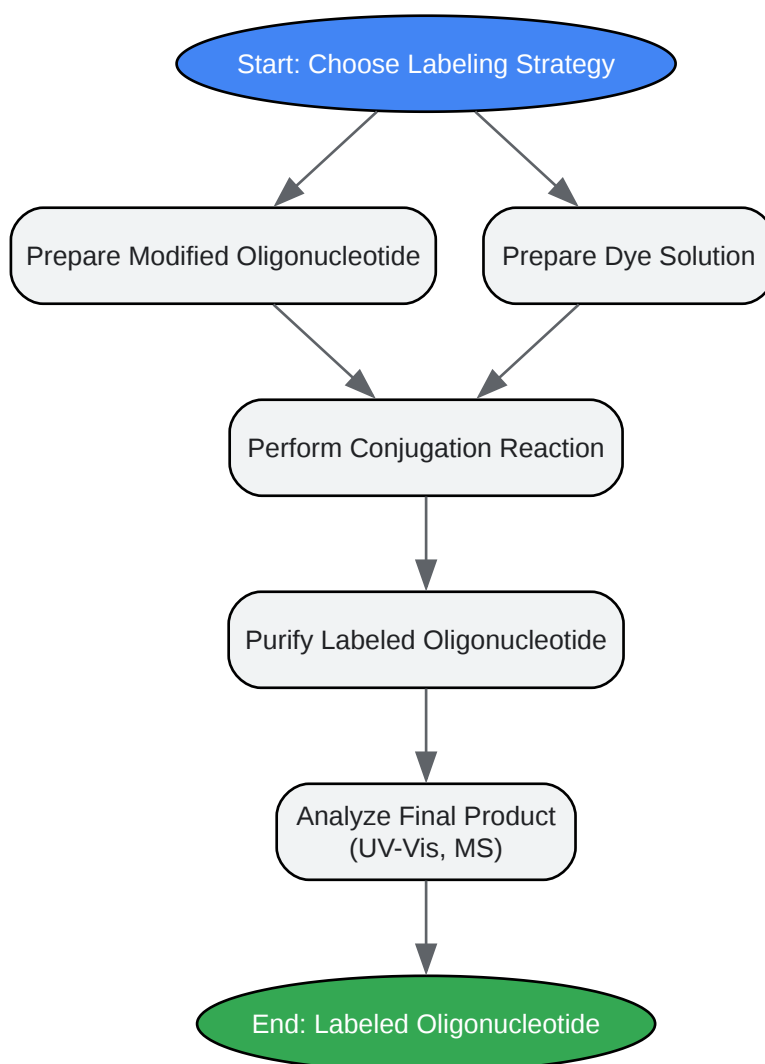 Start: Choose Labeling Strategy
Prepare Modified Oligonucleotide
Prepare Dye Solution
Perform Conjugation Reaction
Purify Labeled Oligonucleotide
Analyze Final Product
(UV-Vis, MS)
End: Labeled Oligonucleotide